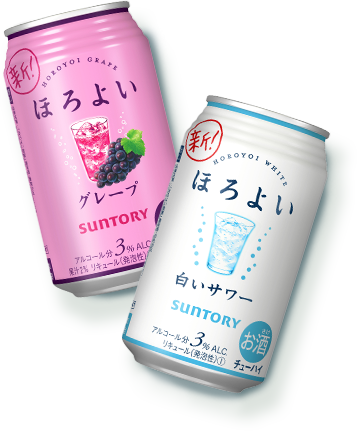 新!
HOROYOI GRAPE
ほろよい
グレープ
SUNTORY
アルコール分3%ALC.
果汁2% リキュール(発泡性)①
新!
HOROYOI WHITE
ほろよい
白いサワー
SUNTORY
アルコール分3%ALC.
リキュール(発泡性)①
お酒
チューハイ